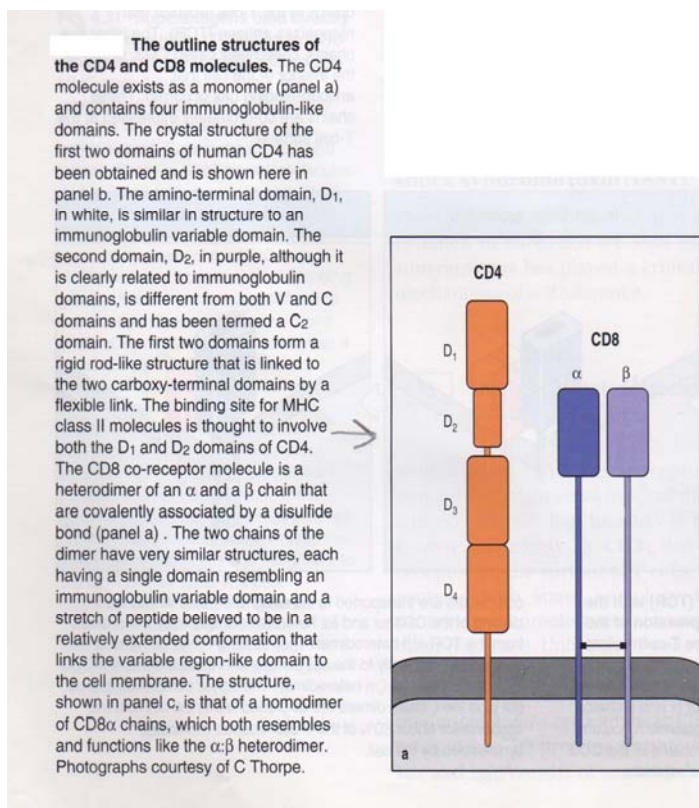 The outline structures of
the CD4 and CD8 molecules. The CD4
molecule exists as a monomer (panel a)
and contains four immunoglobulin-like
domains. The crystal structure of the
first two domains of human CD4 has
been obtained and is shown here in
panel b. The amino-terminal domain, D1,
in white, is similar in structure to an
immunoglobulin variable domain. The
second domain, D2, in purple, although it
is clearly related to immunoglobulin
domains, is different from both V and C
domains and has been termed a C2
domain. The first two domains form a
rigid rod-like structure that is linked to
the two carboxy-terminal domains by a
flexible link. The binding site for MHC
class II molecules is thought to involve
both the D1 and D2 domains of CD4.
The CD8 co-receptor molecule is a
heterodimer of an α and a β chain that
are covalently associated by a disulfide
bond (panel a) . The two chains of the
dimer have very similar structures, each
having a single domain resembling an
immunoglobulin variable domain and a
stretch of peptide believed to be in a
relatively extended conformation that
links the variable region-like domain to
the cell membrane. The structure,
shown in panel c, is that of a homodimer
of CD8α chains, which both resembles
and functions like the α:β heterodimer.
Photographs courtesy of C Thorpe.
CD4
CD8
D1
α β
D2
D3
D4
a